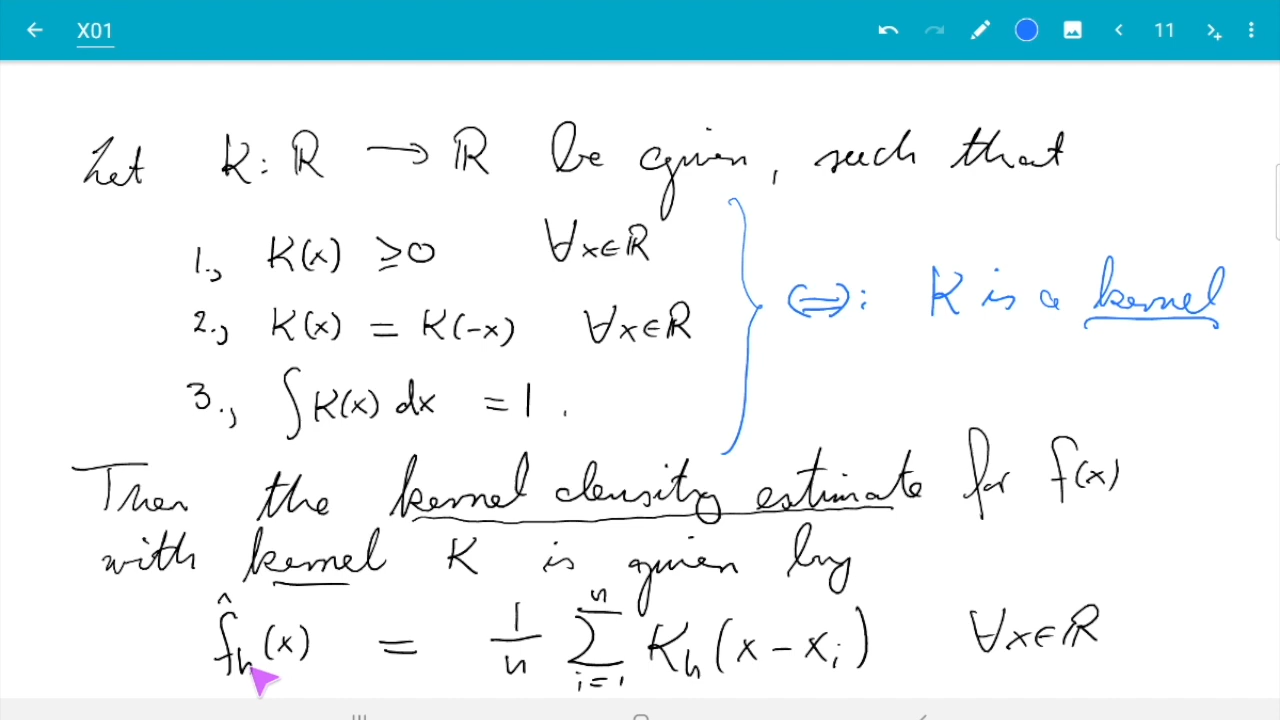 X01
11
Let K: ℝ → ℝ be given, such that
1., K(x) ≥ 0 ∀x∈ℝ
2., K(x) = K(-x) ∀x∈ℝ
3., ∫K(x) dx = 1.
⇔: K is a kernel
Then the kernel density estimate for f(x)
with kernel K is given by
f̂ₕ(x) = 1/n ∑ᵢ₌₁ⁿ Kₕ(x - xᵢ) ∀x∈ℝ